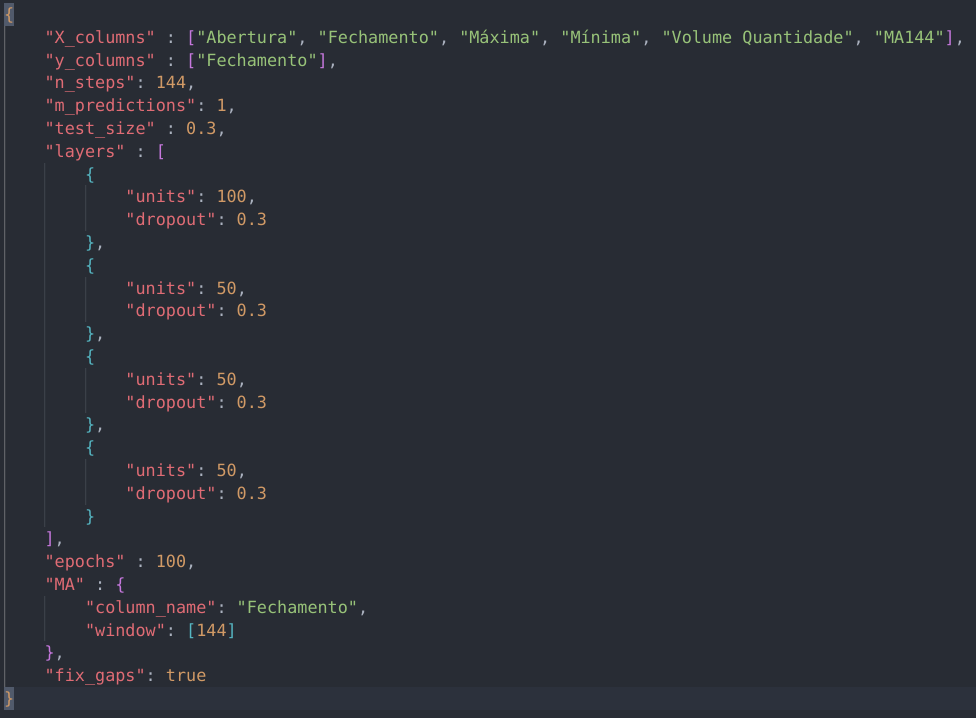 {
    "X_columns" : ["Abertura", "Fechamento", "Máxima", "Mínima", "Volume Quantidade", "MA144"],
    "y_columns" : ["Fechamento"],
    "n_steps": 144,
    "m_predictions": 1,
    "test_size" : 0.3,
    "layers" : [
        {
            "units": 100,
            "dropout": 0.3
        },
        {
            "units": 50,
            "dropout": 0.3
        },
        {
            "units": 50,
            "dropout": 0.3
        },
        {
            "units": 50,
            "dropout": 0.3
        }
    ],
    "epochs" : 100,
    "MA" : {
        "column_name": "Fechamento",
        "window": [144]
    },
    "fix_gaps": true
}